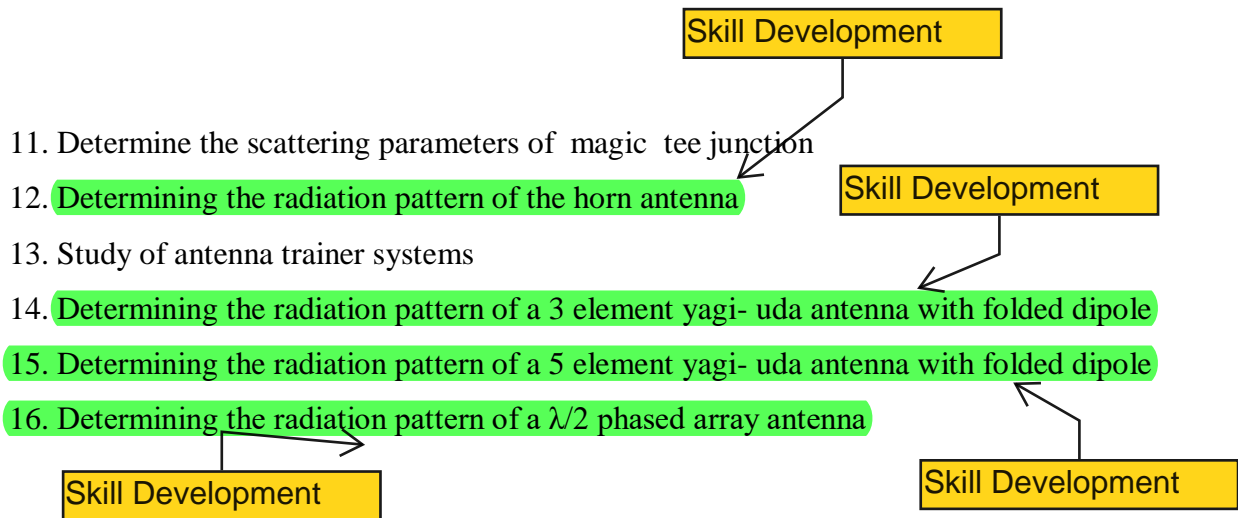 Skill Development
11. Determine the scattering parameters of magic tee junction
12. Determining the radiation pattern of the horn antenna
Skill Development
13. Study of antenna trainer systems
14. Determining the radiation pattern of a 3 element yagi- uda antenna with folded dipole
15. Determining the radiation pattern of a 5 element yagi- uda antenna with folded dipole
16. Determining the radiation pattern of a λ/2 phased array antenna
Skill Development
Skill Development